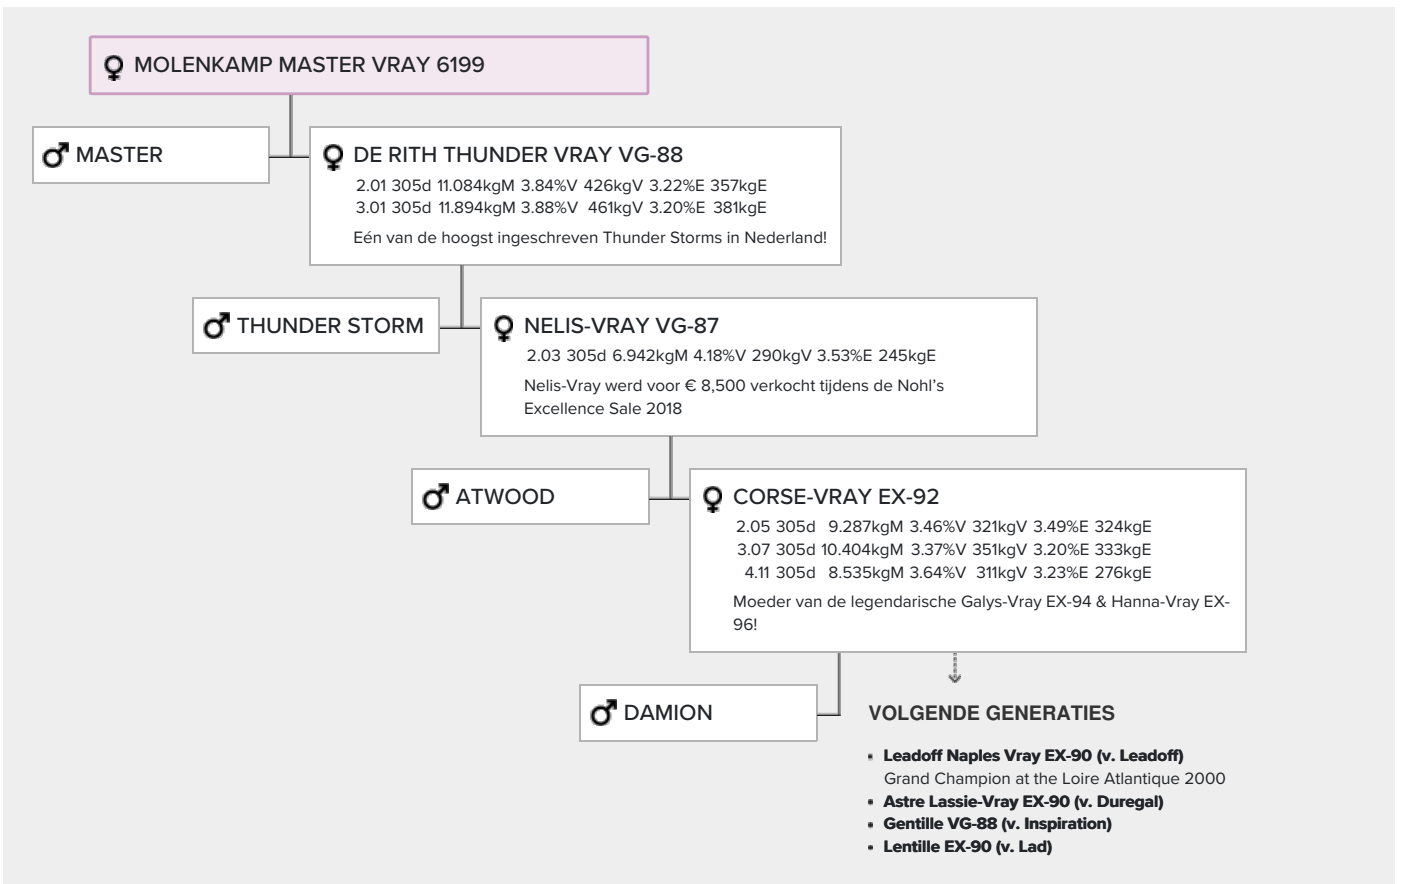 MOLENKAMP MASTER VRAY 6199
MASTER
DE RITH THUNDER VRAY VG-88
2.01 305d 11.084kgM 3.84%V 426kgV 3.22%E 357kgE
3.01 305d 11.894kgM 3.88%V 461kgV 3.20%E 381kgE
Eén van de hoogst ingeschreven Thunder Storms in Nederland!
THUNDER STORM
NELIS-VRAY VG-87
2.03 305d 6.942kgM 4.18%V 290kgV 3.53%E 245kgE
Nelis-Vray werd voor € 8,500 verkocht tijdens de Nohl's
Excellence Sale 2018
ATWOOD
CORSE-VRAY EX-92
2.05 305d 9.287kgM 3.46%V 321kgV 3.49%E 324kgE
3.07 305d 10.404kgM 3.37%V 351kgV 3.20%E 333kgE
4.11 305d 8.535kgM 3.64%V 311kgV 3.23%E 276kgE
Moeder van de legendarische Galys-Vray EX-94 & Hanna-Vray EX-
96!
DAMION
VOLGENDE GENERATIES
▪ Leadoff Naples Vray EX-90 (v. Leadoff)
Grand Champion at the Loire Atlantique 2000
▪ Astre Lassie-Vray EX-90 (v. Duregal)
▪ Gentille VG-88 (v. Inspiration)
▪ Lentille EX-90 (v. Lad)